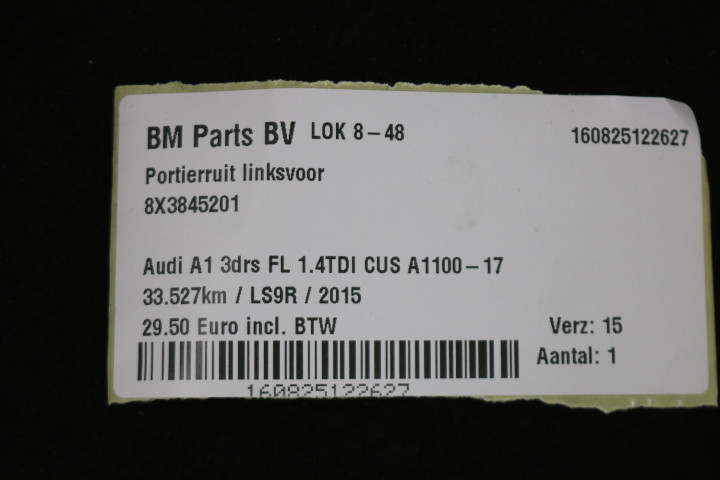 BM Parts BV LOK 8-48 160825122627
Portierruit linksvoor
8X3845201
Audi A1 3drs FL 1.4TDI CUS A1100-17
33.527km / LS9R / 2015
29.50 Euro incl. BTW Verz: 15
Aantal: 1
160825122627